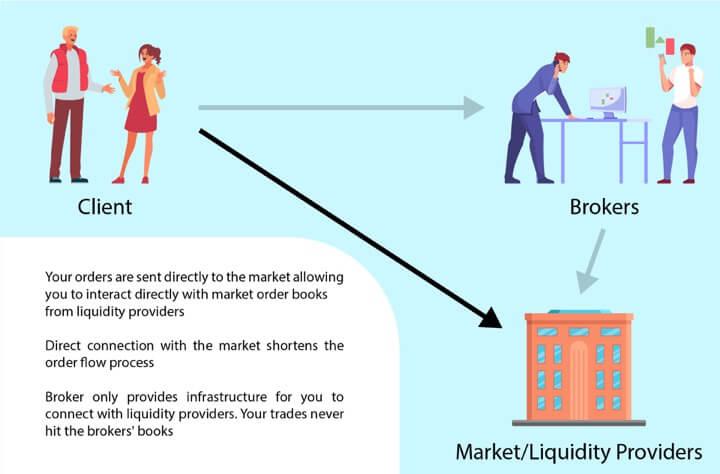 Client
Brokers
Your orders are sent directly to the market allowing
you to interact directly with market order books
from liquidity providers
Direct connection with the market shortens the
order flow process
Broker only provides infrastructure for you to
connect with liquidity providers. Your trades never
hit the brokers' books
Market/Liquidity Providers